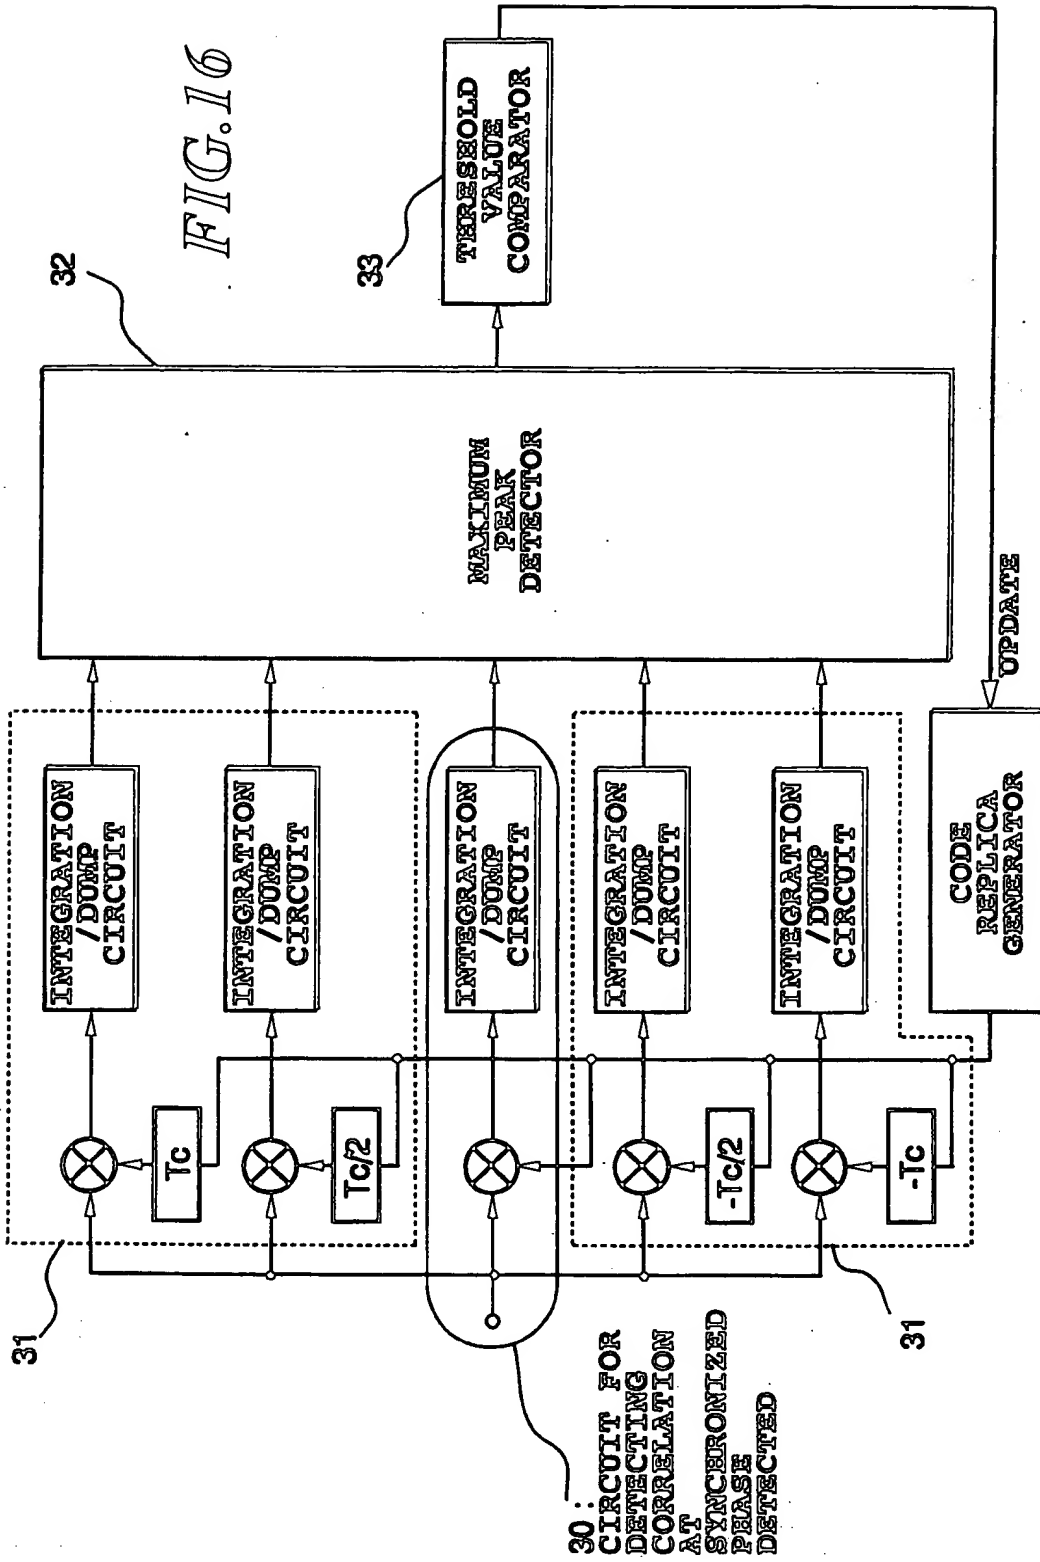 FIG.16
31
Tc
INTEGRATION
/DUMP
CIRCUIT
Tc/2
INTEGRATION
/DUMP
CIRCUIT
30 :
CIRCUIT FOR
DETECTING
CORRELATION
AT
SYNCHRONIZED
PHASE
DETECTED
INTEGRATION
/DUMP
CIRCUIT
-Tc/2
INTEGRATION
/DUMP
CIRCUIT
-Tc
INTEGRATION
/DUMP
CIRCUIT
31
32
MAXIMUM
PEAK
DETECTOR
33
THRESHOLD
VALUE
COMPARATOR
CODE
REPLICA
GENERATOR
UPDATE